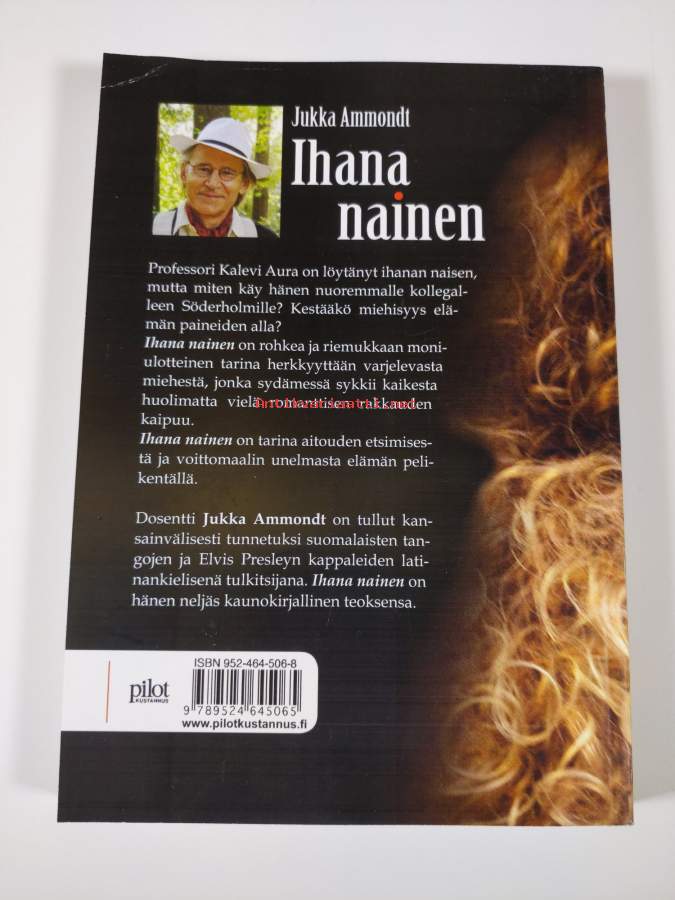 Jukka Ammondt
Ihana
nainen
Professori Kalevi Aura on löytänyt ihanan naisen,
mutta miten käy hänen nuoremmalle kollegal-
leen Söderholmille? Kestääkö miehisyys elä-
män paineiden alla?
Ihana nainen on rohkea ja riemukkaan moni-
ulotteinen tarina herkkyyttään varjelevasta
miehestä, jonka sydämessä sykkii kaikesta
huolimatta vielä romanttisen rakkauden
kaipuu.
Ihana nainen on tarina aitouden etsimises-
tä ja voittomaalin unelmasta elämän peli-
kentällä.
Dosentti Jukka Ammondt on tullut kan-
sainvälisesti tunnetuksi suomalaisten tan-
gojen ja Elvis Presleyn kappaleiden lati-
nankielisenä tulkitsijana. Ihana nainen on
hänen neljäs kaunokirjallinen teoksensa.
ISBN 952-464-506-8
pilot
KUSTANNUS
9 789524 645065
www.pilotkustannus.fi